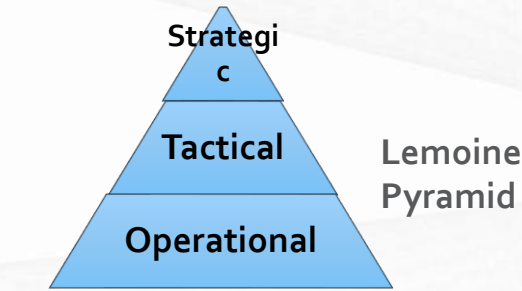 Strategi
c
Tactical
Operational
Lemoine
Pyramid